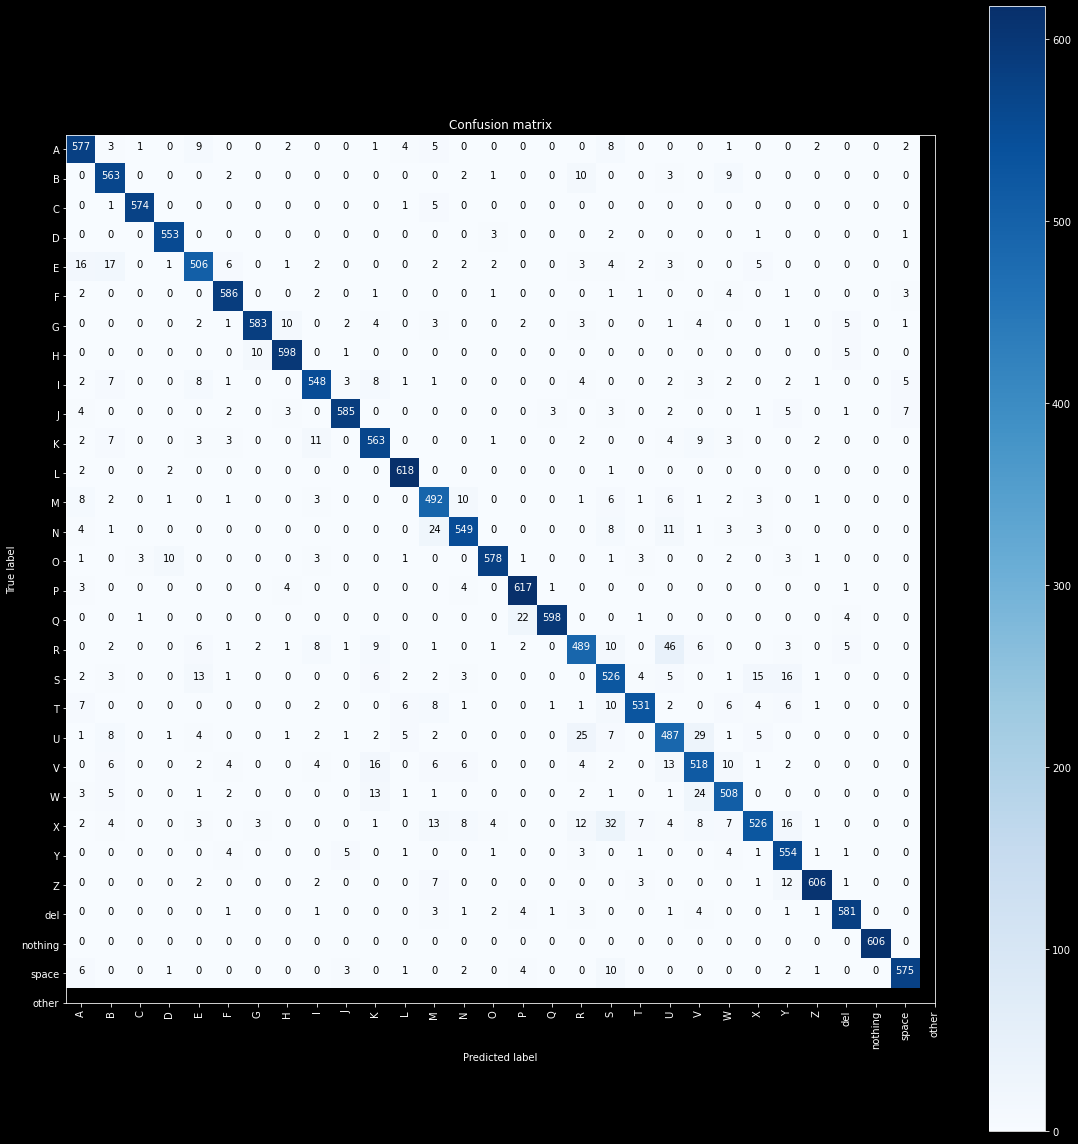 Confusion matrix
A 577 3 1 0 9 0 0 2 0 0 1 4 5 0 0 0 0 0 8 0 0 0 1 0 0 2 0 0 2
B 0 563 0 0 0 2 0 0 0 0 0 0 0 2 1 0 0 10 0 0 3 0 9 0 0 0 0 0 0
C 0 1 574 0 0 0 0 0 0 0 0 1 5 0 0 0 0 0 0 0 0 0 0 0 0 0 0 0 0
D 0 0 0 553 0 0 0 0 0 0 0 0 0 0 3 0 0 0 2 0 0 0 0 1 0 0 0 0 1
E 16 17 0 1 506 6 0 1 2 0 0 0 2 2 2 0 0 3 4 2 3 0 0 5 0 0 0 0 0
F 2 0 0 0 0 586 0 0 2 0 1 0 0 0 1 0 0 0 1 1 0 0 4 0 1 0 0 0 3
G 0 0 0 0 2 1 583 10 0 2 4 0 3 0 0 2 0 3 0 0 1 4 0 0 1 0 5 0 1
H 0 0 0 0 0 0 10 598 0 1 0 0 0 0 0 0 0 0 0 0 0 0 0 0 0 0 5 0 0
I 2 7 0 0 8 1 0 0 548 3 8 1 1 0 0 0 0 4 0 0 2 3 2 0 2 1 0 0 5
J 4 0 0 0 0 2 0 3 0 585 0 0 0 0 0 0 3 0 3 0 2 0 0 1 5 0 1 0 7
K 2 7 0 0 3 3 0 0 11 0 563 0 0 0 1 0 0 2 0 0 4 9 3 0 0 2 0 0 0
L 2 0 0 2 0 0 0 0 0 0 0 618 0 0 0 0 0 0 1 0 0 0 0 0 0 0 0 0 0
M 8 2 0 1 0 1 0 0 3 0 0 0 492 10 0 0 0 1 6 1 6 1 2 3 0 1 0 0 0
N 4 1 0 0 0 0 0 0 0 0 0 0 24 549 0 0 0 0 8 0 11 1 3 3 0 0 0 0 0
O 1 0 3 10 0 0 0 0 3 0 0 1 0 0 578 1 0 0 1 3 0 0 2 0 3 1 0 0 0
P 3 0 0 0 0 0 0 4 0 0 0 0 0 4 0 617 1 0 0 0 0 0 0 0 0 0 1 0 0
Q 0 0 1 0 0 0 0 0 0 0 0 0 0 0 0 22 598 0 0 1 0 0 0 0 0 0 4 0 0
R 0 2 0 0 6 1 2 1 8 1 9 0 1 0 1 2 0 489 10 0 46 6 0 0 3 0 5 0 0
S 2 3 0 0 13 1 0 0 0 0 6 2 2 3 0 0 0 0 526 4 5 0 1 15 16 1 0 0 0
T 7 0 0 0 0 0 0 0 2 0 0 6 8 1 0 0 1 1 10 531 2 0 6 4 6 1 0 0 0
U 1 8 0 1 4 0 0 1 2 1 2 5 2 0 0 0 0 25 7 0 487 29 1 5 0 0 0 0 0
V 0 6 0 0 2 4 0 0 4 0 16 0 6 6 0 0 0 4 2 0 13 518 10 1 2 0 0 0 0
W 3 5 0 0 1 2 0 0 0 0 13 1 1 0 0 0 0 2 1 0 1 24 508 0 0 0 0 0 0
X 2 4 0 0 3 0 3 0 0 0 1 0 13 8 4 0 0 12 32 7 4 8 7 526 16 1 0 0 0
Y 0 0 0 0 0 4 0 0 0 5 0 1 0 0 1 0 0 3 0 1 0 0 4 1 554 1 1 0 0
Z 0 0 0 0 2 0 0 0 2 0 0 0 7 0 0 0 0 0 0 3 0 0 0 1 12 606 1 0 0
del 0 0 0 0 0 1 0 0 1 0 0 0 3 1 2 4 1 3 0 0 1 4 0 0 1 1 581 0 0
nothing 0 0 0 0 0 0 0 0 0 0 0 0 0 0 0 0 0 0 0 0 0 0 0 0 0 0 0 606 0
space 6 0 0 1 0 0 0 0 0 3 0 1 0 2 0 4 0 0 10 0 0 0 0 0 2 1 0 0 575
other
A B C D E F G H I J K L M N O P Q R S T U V W X Y Z del nothing space other
Predicted label
True label
600
500
400
300
200
100
0